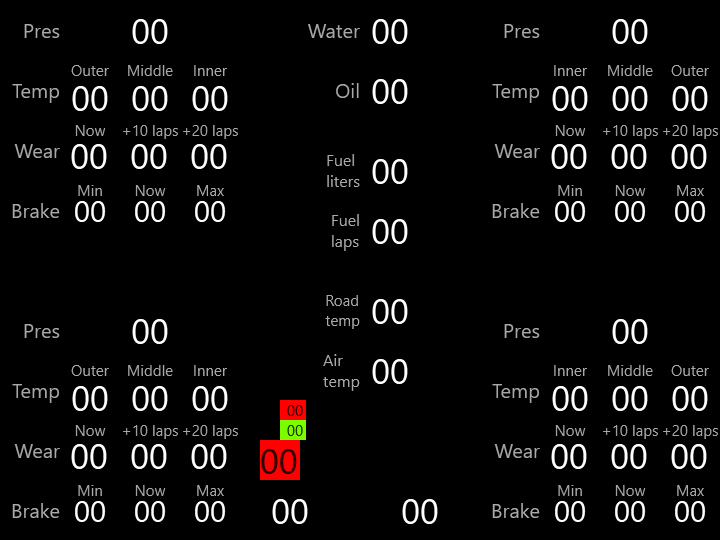 Pres 00 Water 00 Pres 00
Outer Middle Inner Inner Middle Outer
Temp 00 00 00 Oil 00 Temp 00 00 00
Now +10 laps +20 laps Now +10 laps +20 laps
Wear 00 00 00 Fuel liters 00 Wear 00 00 00
Min Now Max Min Now Max
Brake 00 00 00 Fuel laps 00 Brake 00 00 00
Pres 00 Road temp 00 Pres 00
Outer Middle Inner Air temp 00 Inner Middle Outer
Temp 00 00 00 00 Temp 00 00 00
Now +10 laps +20 laps 00 Now +10 laps +20 laps
Wear 00 00 00 00 Wear 00 00 00
Min Now Max Min Now Max
Brake 00 00 00 00 00 Brake 00 00 00